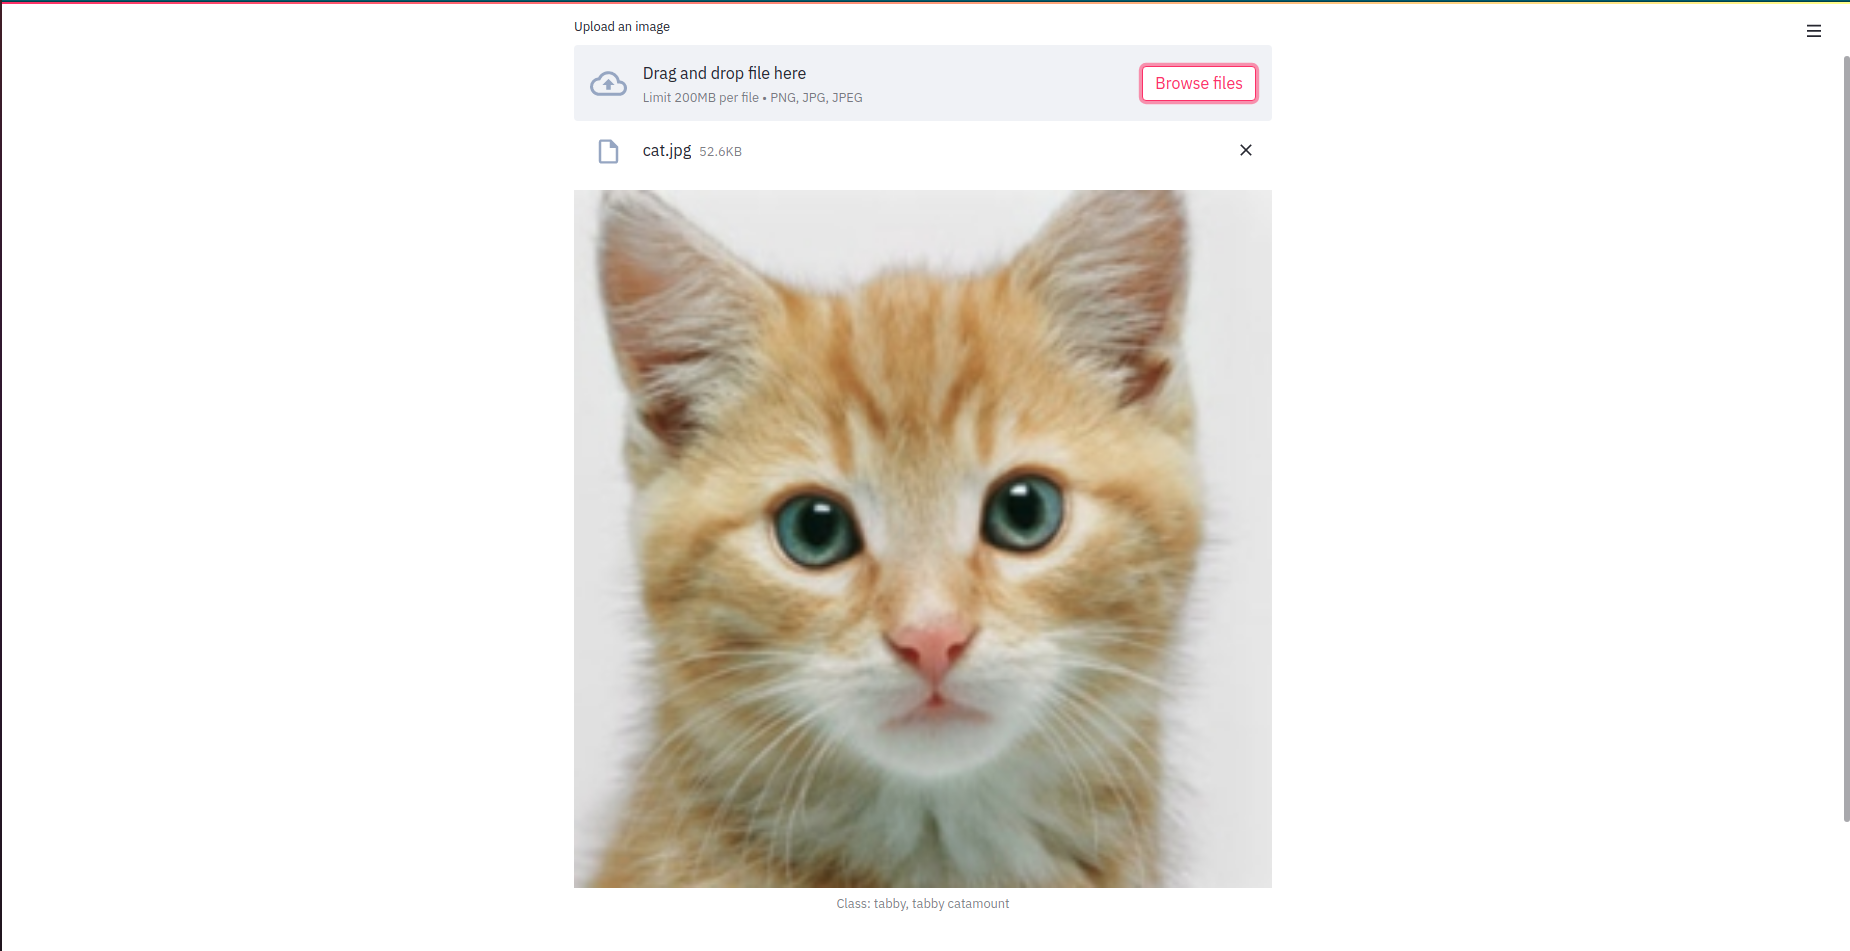 Upload an image
Drag and drop file here
Limit 200MB per file • PNG, JPG, JPEG
Browse files
cat.jpg 52.6KB
Class: tabby, tabby catamount